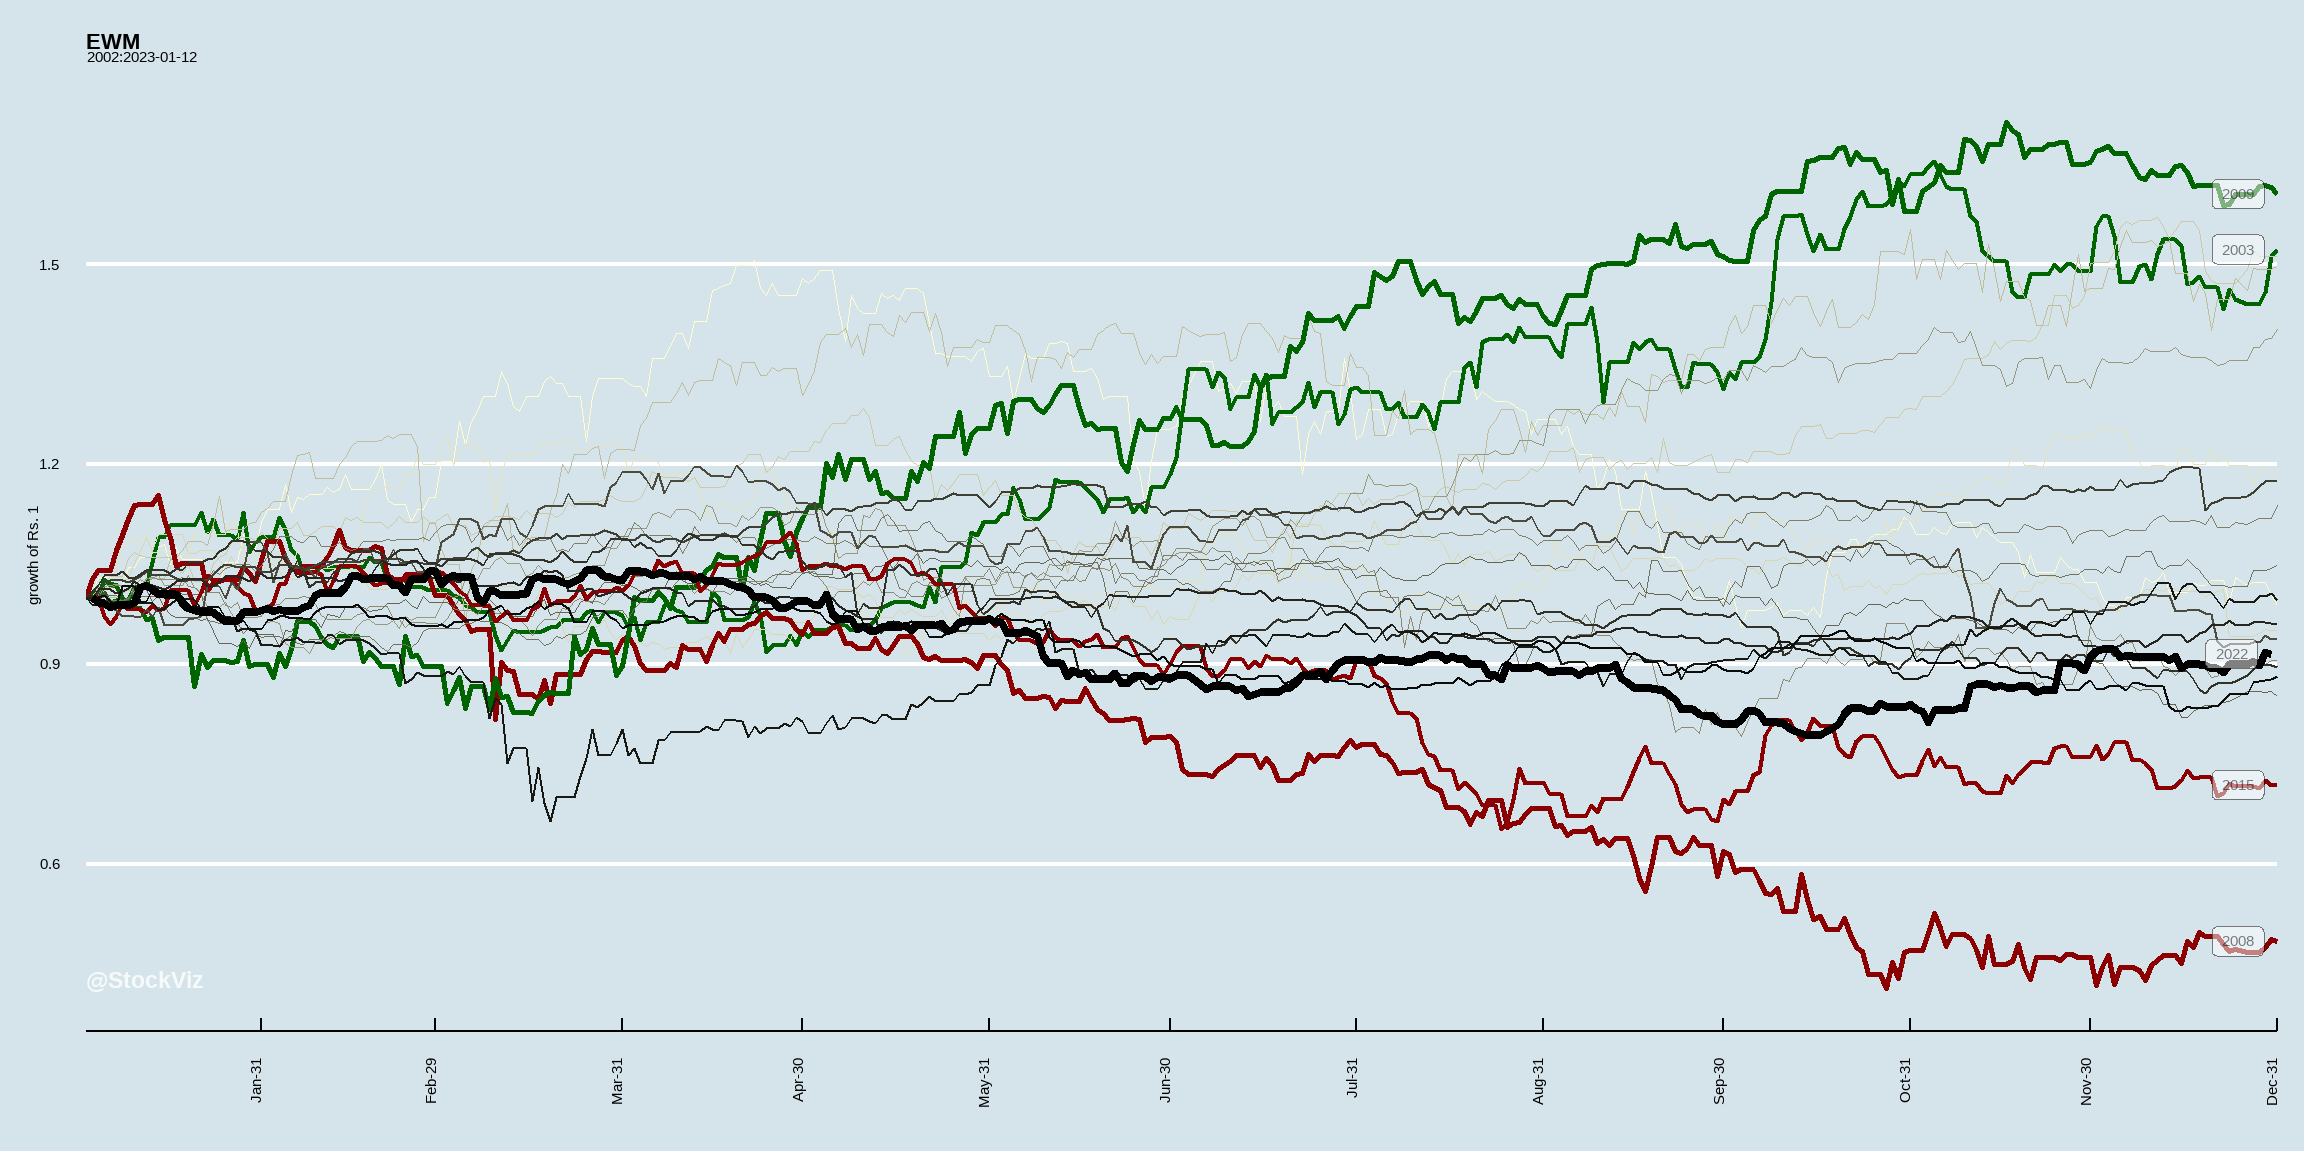 EWM
2002:2023-01-12
growth of Rs. 1
1.5
1.2
0.9
0.6
2009
2003
2022
2015
2008
@StockViz
Jan-31
Feb-29
Mar-31
Apr-30
May-31
Jun-30
Jul-31
Aug-31
Sep-30
Oct-31
Nov-30
Dec-31